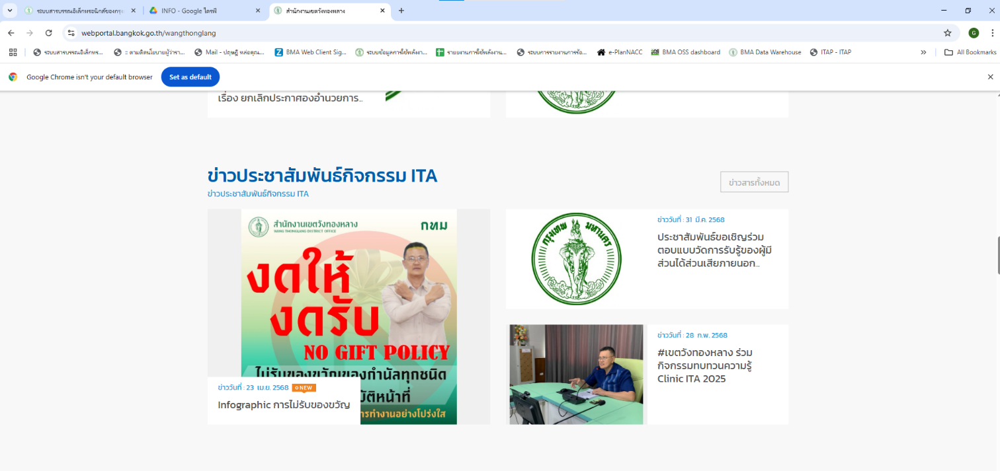 ระบบสารบรรณอิเล็กทรอนิกส์ของกรุง
INFO - Google ไดรฟ์
สำนักงานเขตวังทองหลาง
webportal.bangkok.go.th/wangthonglang
G
ระบบสารบรรณอิเล็กทร...
:: ตามติดนโยบายผู้ว่ารา...
Mail - ปฤษฎี หล่อคุณ...
BMA Web Client Sig...
ระบบข้อมูลการใช้พลังงา...
รายงานการใช้พลังงาน...
ระบบการรายงานการร้อ...
e-PlanNACC
BMA OSS dashboard
BMA Data Warehouse
ITAP - ITAP
All Bookmarks
Google Chrome isn't your default browser
Set as default
เรื่อง ยกเลิกประกาศองอำนวยการ...
ข่าวประชาสัมพันธ์กิจกรรม ITA
ข่าวประชาสัมพันธ์กิจกรรม ITA
ข่าวสารทั้งหมด
สำนักงานเขตวังทองหลาง
WANG THONGLANG DISTRICT OFFICE
กทม
งดให้
งดรับ
NO GIFT POLICY
ไม่รับของขวัญของกำนัลทุกชนิด
บัติหน้าที่
ารทำงานอย่างโปร่งใส
ข่าววันที่ : 23 เม.ย. 2568
NEW
Infographic การไม่รับของขวัญ
กรุงเทพ มหานคร
ข่าววันที่ : 31 มี.ค. 2568
ประชาสัมพันธ์ขอเชิญร่วม
ตอบแบบวัดการรับรู้ของผู้มี
ส่วนได้ส่วนเสียภายนอก...
ข่าววันที่ : 28 ก.พ. 2568
#เขตวังทองหลาง ร่วม
กิจกรรมทบทวนความรู้
Clinic ITA 2025